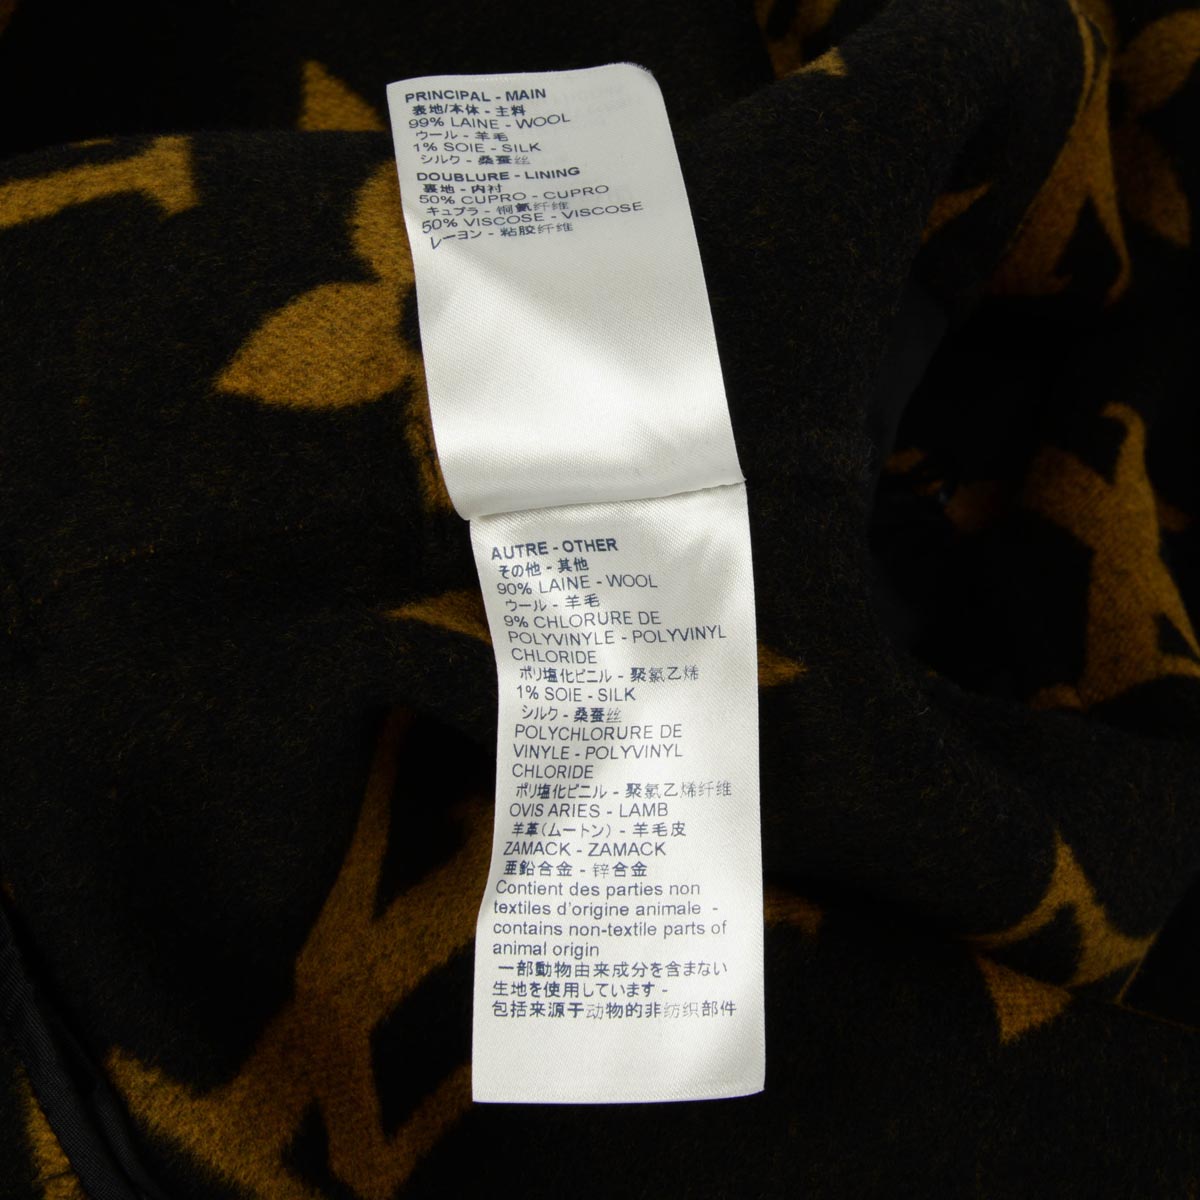 PRINCIPAL - MAIN
表地/本体 - 主料
99% LAINE - WOOL
ウール - 羊毛
1% SOIE - SILK
シルク - 桑蚕丝
DOUBLURE - LINING
裏地 - 内衬
50% CUPRO - CUPRO
キュプラ - 铜氨纤维
50% VISCOSE - VISCOSE
レーヨン - 粘胶纤维
AUTRE - OTHER
その他 - 其他
90% LAINE - WOOL
ウール - 羊毛
9% CHLORURE DE
POLYVINYLE - POLYVINYL
CHLORIDE
ポリ塩化ビニル - 聚氯乙烯
1% SOIE - SILK
シルク - 桑蚕丝
POLYCHLORURE DE
VINYLE - POLYVINYL
CHLORIDE
ポリ塩化ビニル - 聚氯乙烯纤维
OVIS ARIES - LAMB
羊革(ムートン) - 羊毛皮
ZAMACK - ZAMACK
亜鉛合金 - 锌合金
Contient des parties non
textiles d'origine animale -
contains non-textile parts of
animal origin
一部動物由来成分を含まない
生地を使用しています -
包括来源于动物的非纺织部件